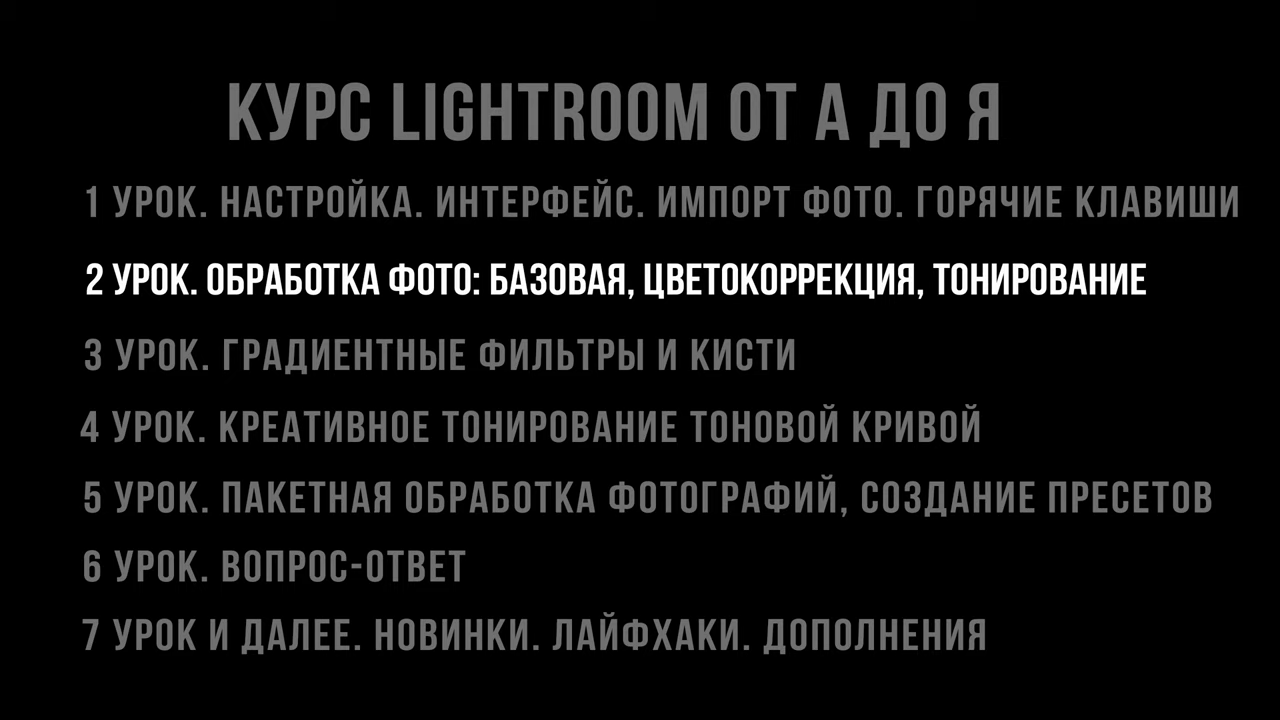 КУРС LIGHTROOM ОТ А ДО Я
1 УРОК. НАСТРОЙКА. ИНТЕРФЕЙС. ИМПОРТ ФОТО. ГОРЯЧИЕ КЛАВИШИ
2 УРОК. ОБРАБОТКА ФОТО: БАЗОВАЯ, ЦВЕТОКОРРЕКЦИЯ, ТОНИРОВАНИЕ
3 УРОК. ГРАДИЕНТНЫЕ ФИЛЬТРЫ И КИСТИ
4 УРОК. КРЕАТИВНОЕ ТОНИРОВАНИЕ ТОНОВОЙ КРИВОЙ
5 УРОК. ПАКЕТНАЯ ОБРАБОТКА ФОТОГРАФИЙ, СОЗДАНИЕ ПРЕСЕТОВ
6 УРОК. ВОПРОС-ОТВЕТ
7 УРОК И ДАЛЕЕ. НОВИНКИ. ЛАЙФХАКИ. ДОПОЛНЕНИЯ